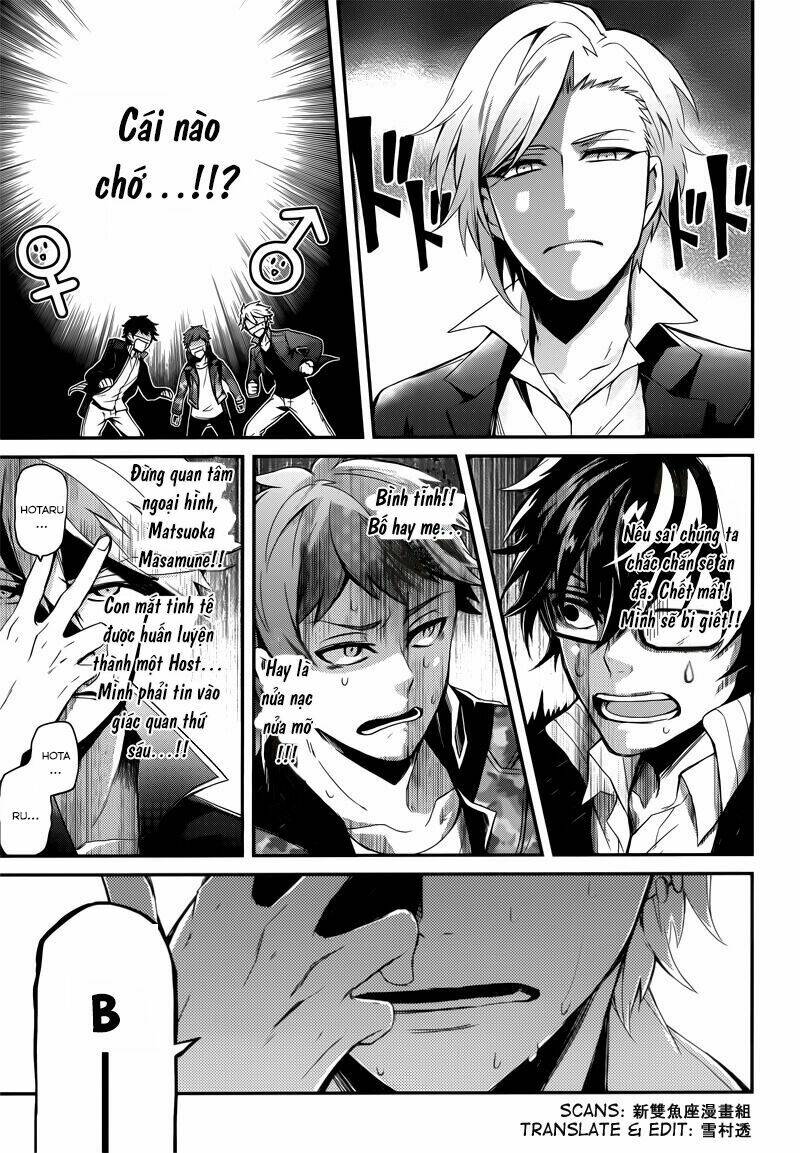 ドドド
ドドド
Cái nào
chớ...!!?
Nếu sai chúng ta
chắc chắn sẽ ăn
đá. Chết mất!
Mình sẽ bị giết!!
Bình tĩnh!!
Bố hay mẹ...
Hay là
nửa nạc
nửa mỡ
!!!
Đừng quan tâm
ngoại hình,
Matsuoka
Masamune!!
Con mắt tinh tế
được huấn luyện
thành một Host...
Mình phải tin vào
giác quan thứ
sáu...!!
HOTARU
...
HOTA
...
RU...
B
SCANS: 新雙魚座漫畫組
TRANSLATE & EDIT: 雪村透